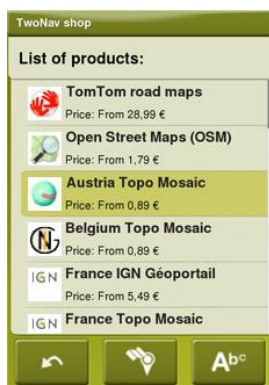 TwoNav shop
List of products:
TomTom road maps
Price: From 28,99 €
Open Street Maps (OSM)
Price: From 1,79 €
Austria Topo Mosaic
Price: From 0,89 €
Belgium Topo Mosaic
Price: From 0,89 €
IGN France IGN Géoportail
Price: From 5,49 €
IGN France Topo Mosaic
Abc